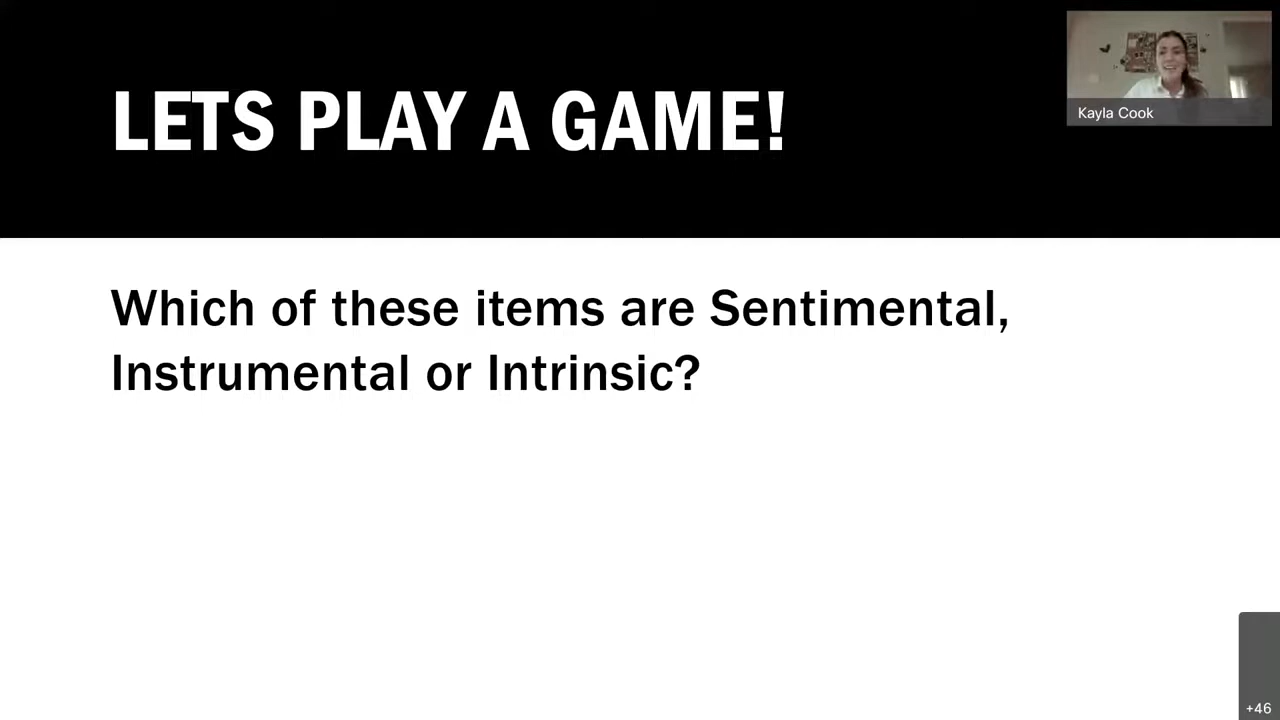 LETS PLAY A GAME!
Kayla Cook
Which of these items are Sentimental,
Instrumental or Intrinsic?
+46